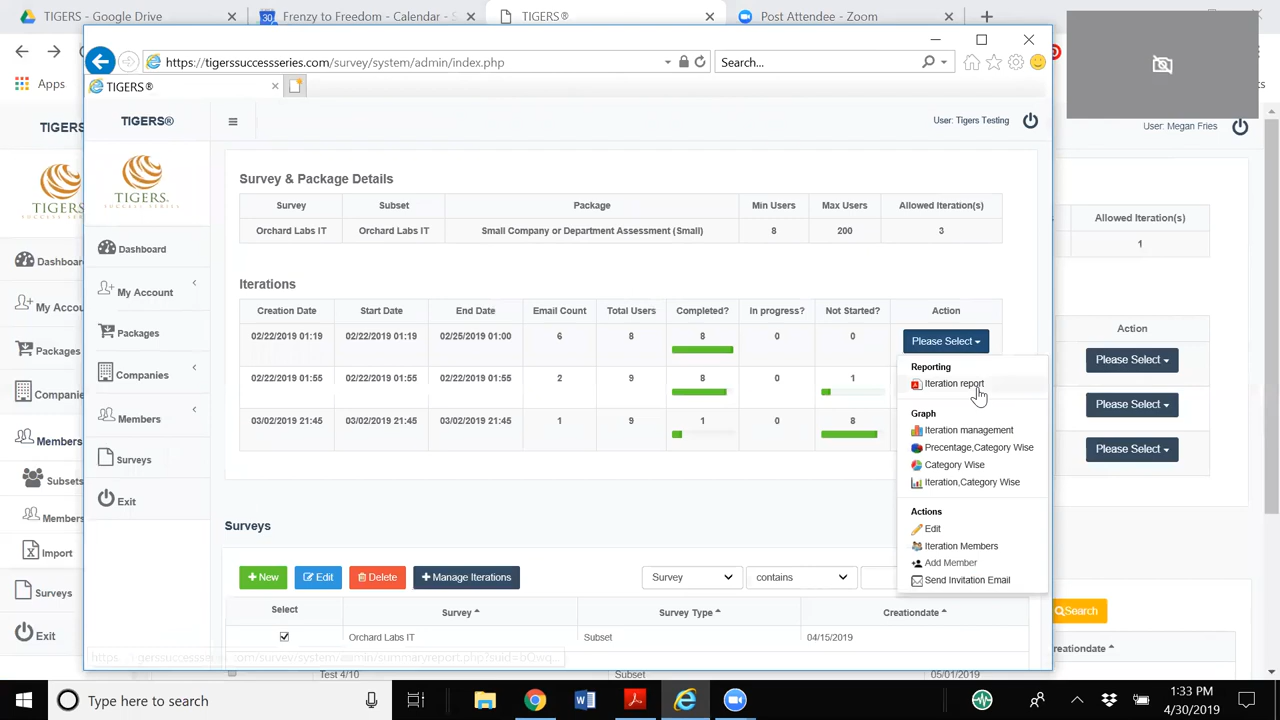 TIGERS - Google Drive
30
Frenzy to Freedom - Calendar - S
TIGERS®
Post Attendee - Zoom
https://tigerssuccessseries.com/survey/system/admin/index.php
Search...
Apps
TIGERS®
TIGERS
TIGERS®
User: Tigers Testing
User: Megan Fries
TIGERS
SUCCESS SERIES
TIGERS
SUCCESS
Survey & Package Details
Survey Subset Package Min Users Max Users Allowed Iteration(s)
Orchard Labs IT Orchard Labs IT Small Company or Department Assessment (Small) 8 200 3
Allowed Iteration(s)
1
Dashboard
My Account
Packages
Companies
Members
Surveys
Exit
Dashboard
My Accou
Packages
Companie
Members
Subsets
Members
Import
Surveys
Exit
Iterations
Creation Date Start Date End Date Email Count Total Users Completed? In progress? Not Started? Action
02/22/2019 01:19 02/22/2019 01:19 02/25/2019 01:00 6 8 8 0 0 Please Select
02/22/2019 01:55 02/22/2019 01:55 02/22/2019 01:55 2 9 8 0 1
03/02/2019 21:45 03/02/2019 21:45 03/02/2019 21:45 1 9 1 0 8
Reporting
Iteration report
Graph
Iteration management
Precentage,Category Wise
Category Wise
Iteration,Category Wise
Actions
Edit
Iteration Members
Add Member
Send Invitation Email
Action
Please Select
Please Select
Please Select
Surveys
New Edit Delete Manage Iterations Survey contains
Search
Select Survey Survey Type Creationdate
Orchard Labs IT Subset 04/15/2019
Test 4/10 Subset 05/01/2019
Creationdate
Type here to search
1:33 PM
4/30/2019